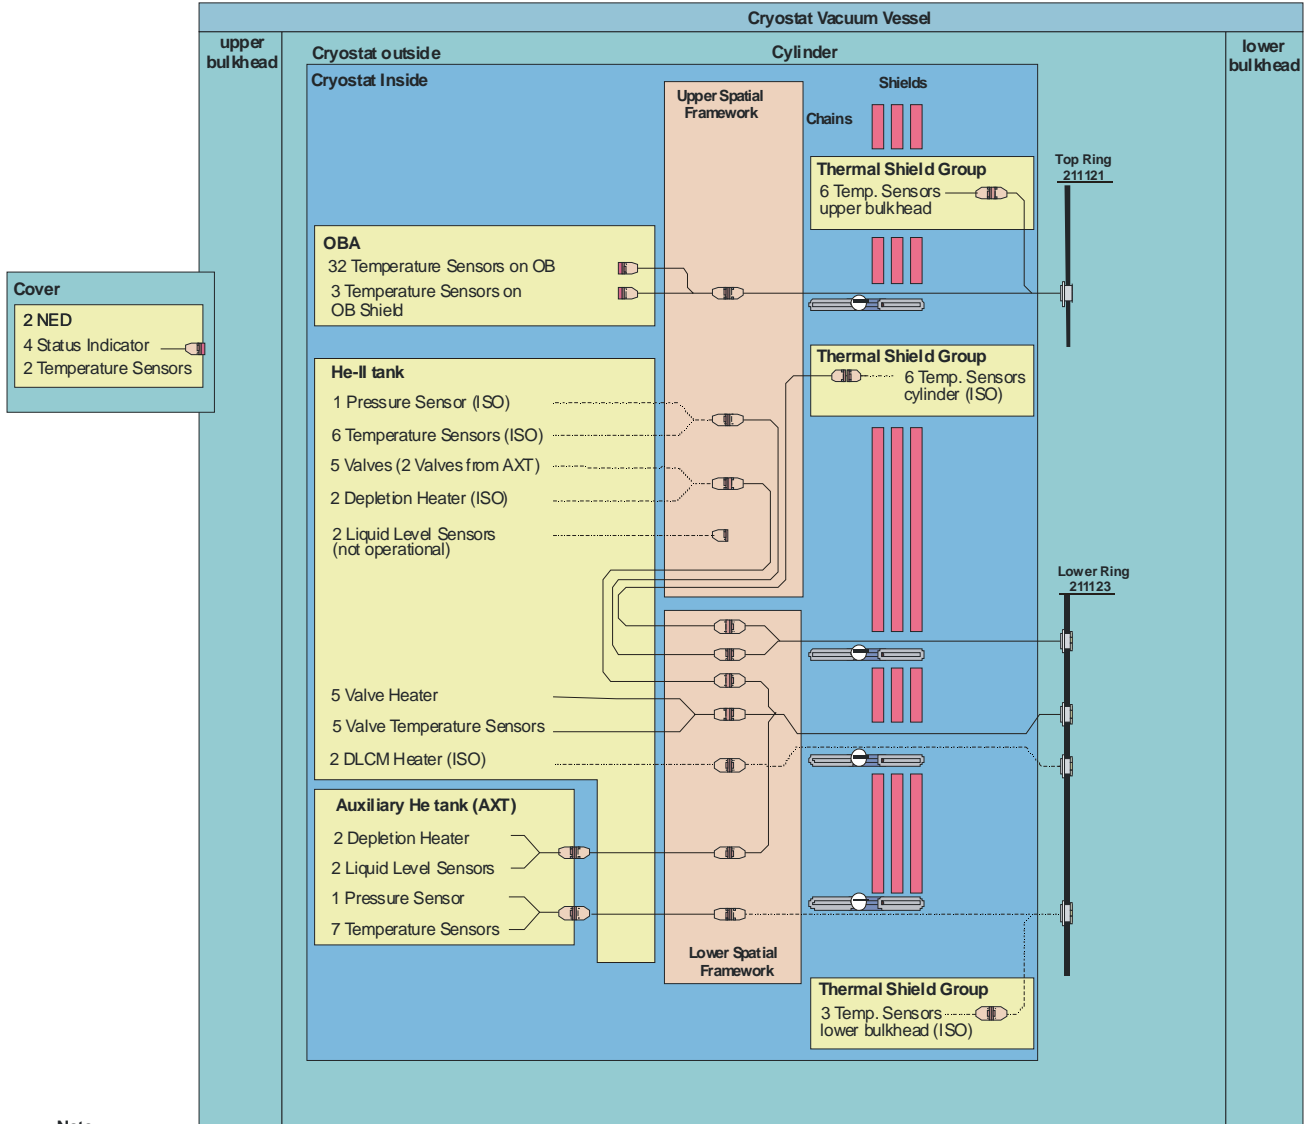 Cryostat Vacuum Vessel
upper
bulkhead
Cryostat outside
Cylinder
lower
bulkhead
Cryostat Inside
Upper Spatial
Framework
Shields
Chains
Thermal Shield Group
6 Temp. Sensors
upper bulkhead
Top Ring
211121
OBA
32 Temperature Sensors on OB
3 Temperature Sensors on
OB Shield
Cover
2 NED
4 Status Indicator
2 Temperature Sensors
Thermal Shield Group
6 Temp. Sensors
cylinder (ISO)
He-II tank
1 Pressure Sensor (ISO)
6 Temperature Sensors (ISO)
5 Valves (2 Valves from AXT)
2 Depletion Heater (ISO)
2 Liquid Level Sensors
(not operational)
Lower Ring
211123
5 Valve Heater
5 Valve Temperature Sensors
2 DLCM Heater (ISO)
Auxiliary He tank (AXT)
2 Depletion Heater
2 Liquid Level Sensors
1 Pressure Sensor
7 Temperature Sensors
Lower Spatial
Framework
Thermal Shield Group
3 Temp. Sensors
lower bulkhead (ISO)